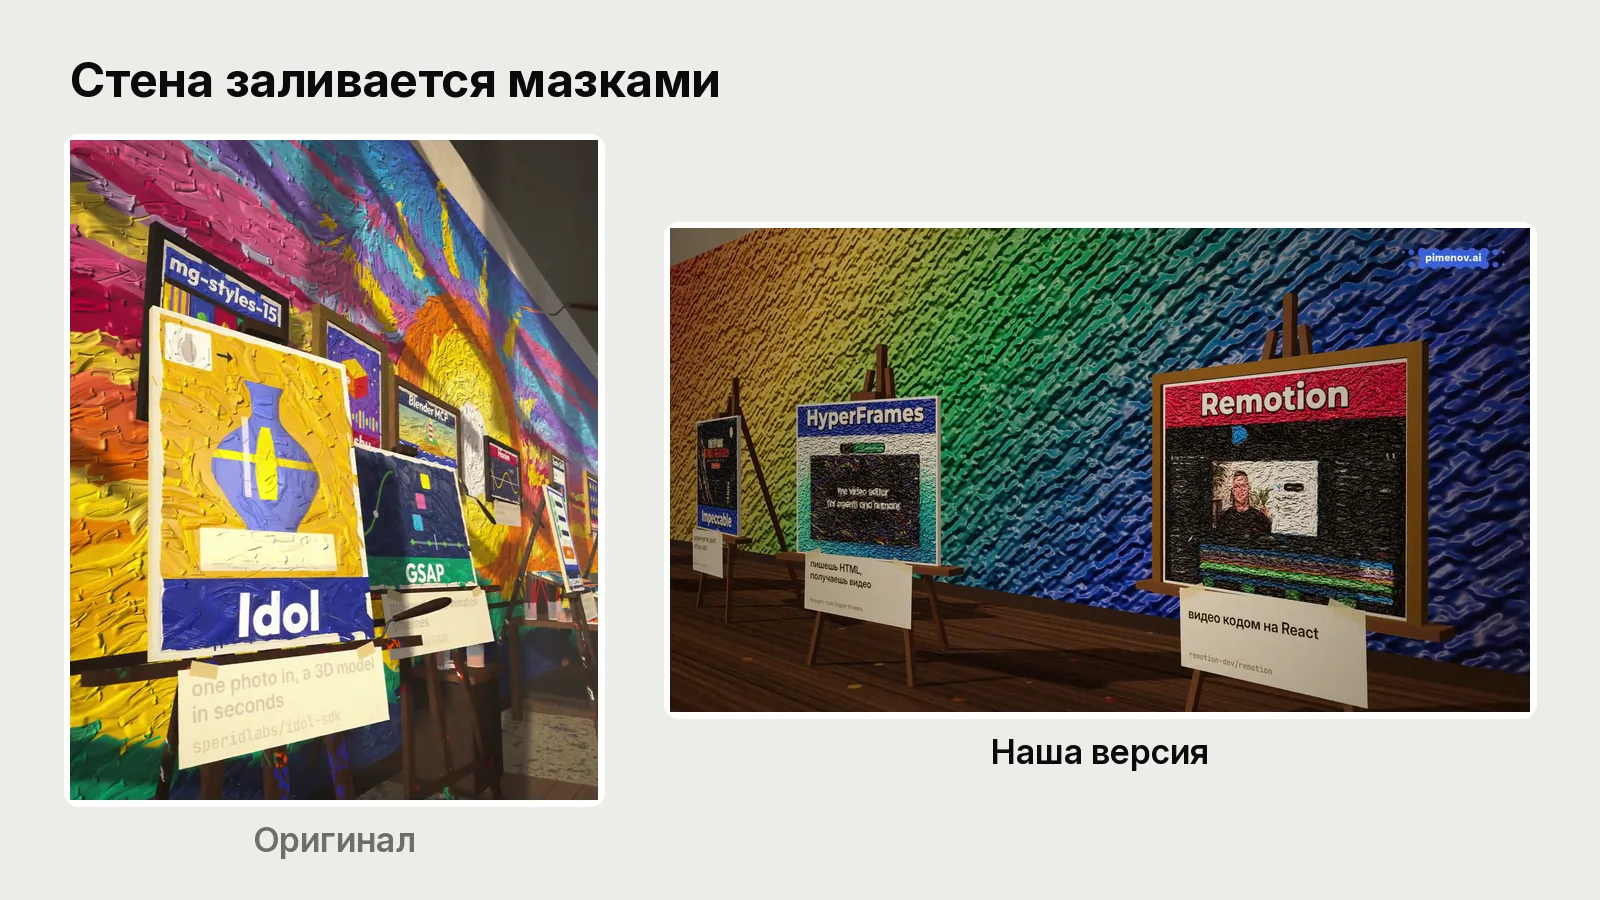 Стена заливается мазками
mg-styles-15
Blender MCP
GSAP
Idol
one photo in, a 3D model
in seconds
speridlabs/idol-sdk
Оригинал
pimenov.ai
Impeccable
HyperFrames
the video editor
for agents and humans
пишешь HTML,
получаешь видео
Remotion
видео кодом на React
remotion-dev/remotion
Наша версия